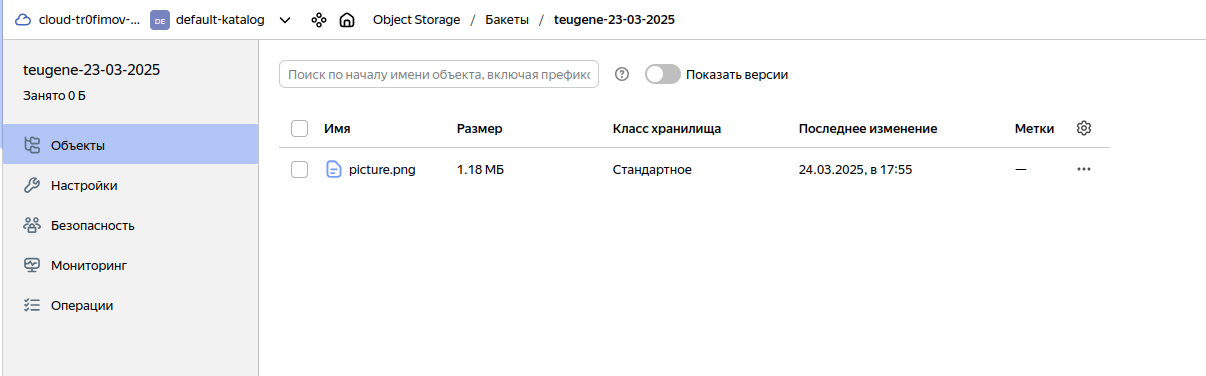 cloud-tr0fimov-... DE default-katalog Object Storage / Бакеты / teugene-23-03-2025
teugene-23-03-2025
Занято 0 Б
Объекты
Настройки
Безопасность
Мониторинг
Операции
Поиск по началу имени объекта, включая префикс Показать версии
Имя Размер Класс хранилища Последнее изменение Метки
picture.png 1.18 МБ Стандартное 24.03.2025, в 17:55 —